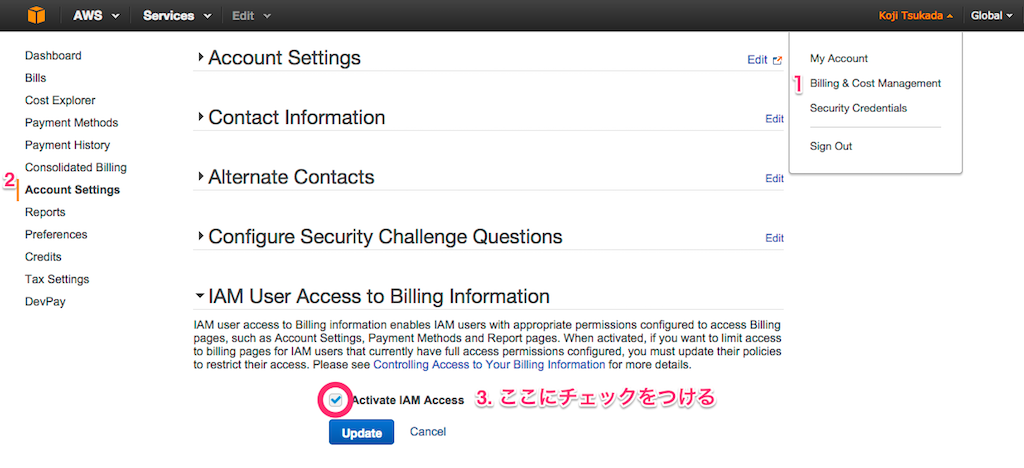 AWS Services Edit Koji Tsukada Global
My Account
1 Billing & Cost Management
Security Credentials
Sign Out
Dashboard
Bills
Cost Explorer
Payment Methods
Payment History
Consolidated Billing
2 Account Settings
Reports
Preferences
Credits
Tax Settings
DevPay
Account Settings Edit
Contact Information Edit
Alternate Contacts Edit
Configure Security Challenge Questions Edit
IAM User Access to Billing Information
IAM user access to Billing information enables IAM users with appropriate permissions configured to access Billing
pages, such as Account Settings, Payment Methods and Report pages. When activated, if you want to limit access
to billing pages for IAM users that currently have full access permissions configured, you must update their policies
to restrict their access. Please see Controlling Access to Your Billing Information for more details.
Activate IAM Access 3. ここにチェックをつける
Update Cancel